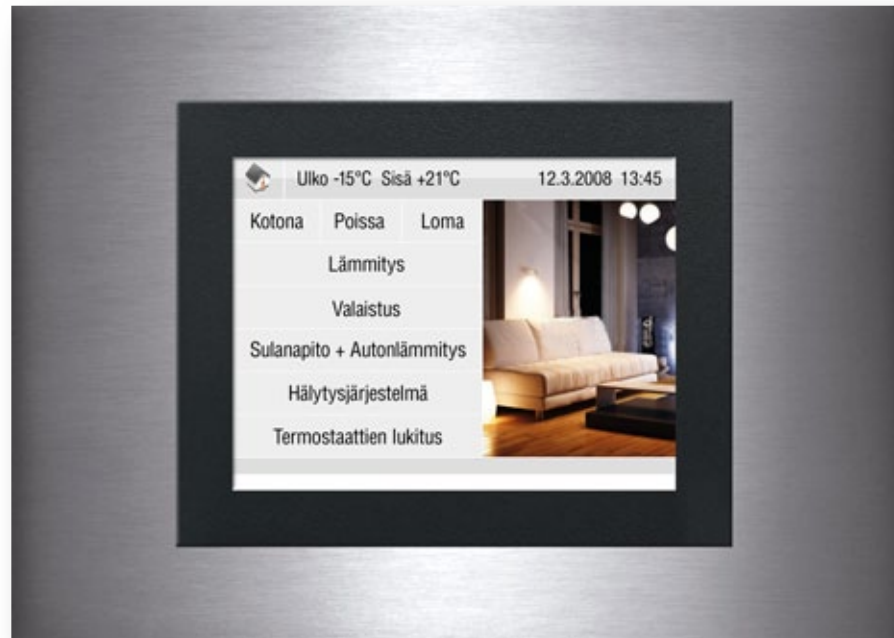 Ulko -15°C Sisä +21°C 12.3.2008 13:45
Kotona Poissa Loma
Lämmitys
Valaistus
Sulanapito + Autonlämmitys
Hälytysjärjestelmä
Termostaattien lukitus